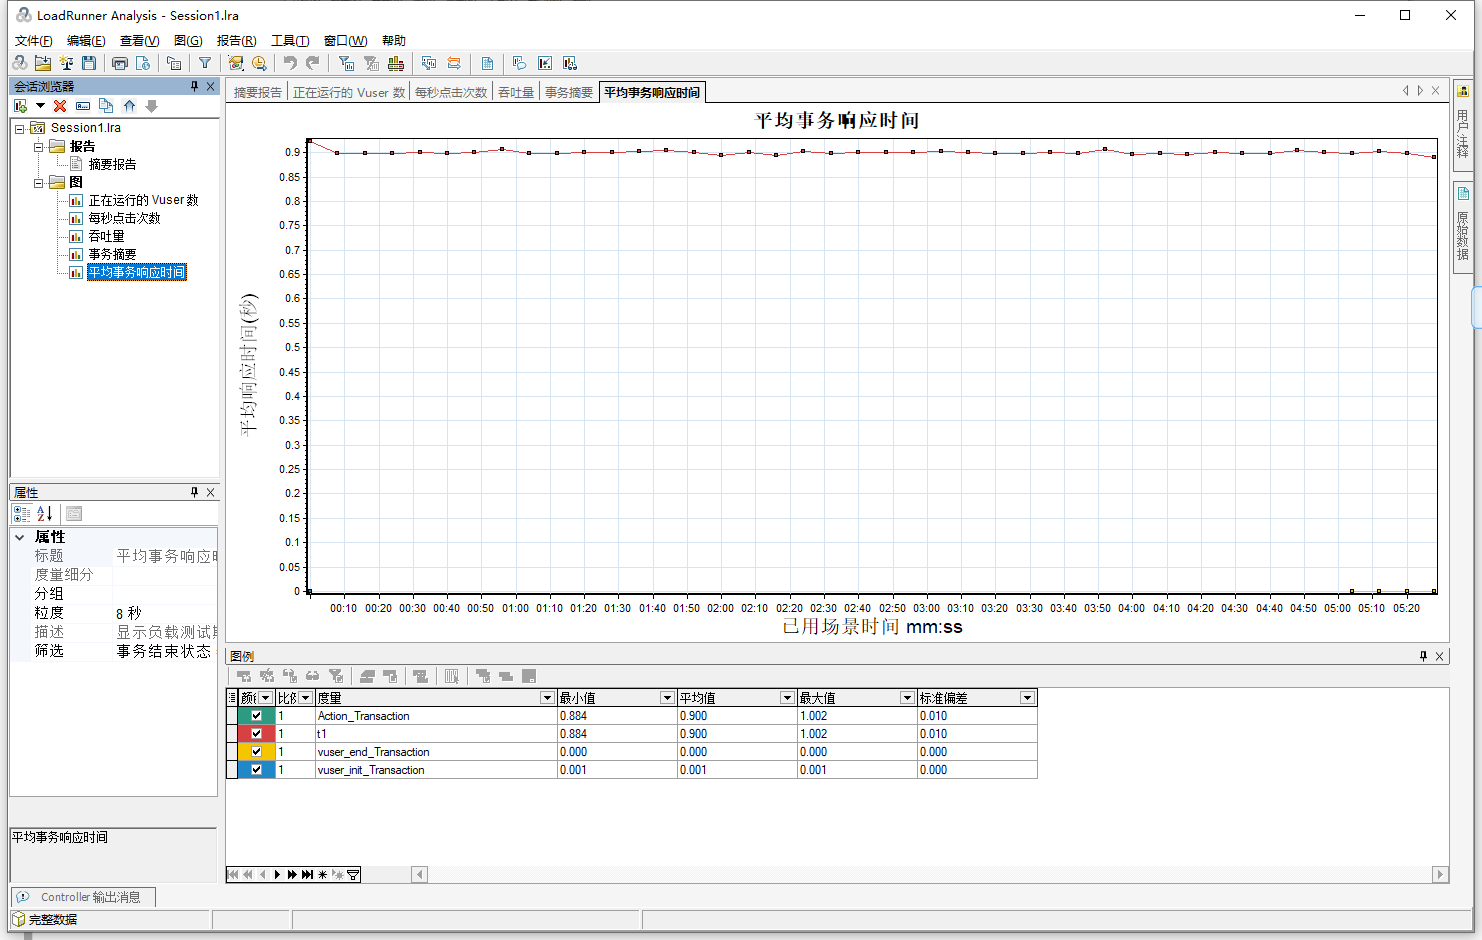 LoadRunner Analysis - Session1.lra
文件(F) 编辑(E) 查看(V) 图(G) 报告(R) 工具(T) 窗口(W) 帮助
会话浏览器
Session1.lra
报告
摘要报告
图
正在运行的 Vuser 数
每秒点击次数
吞吐量
事务摘要
平均事务响应时间
属性
属性
标题 平均事务响应时
度量细分
分组
粒度 8 秒
描述 显示负载测试期
筛选 事务结束状态
平均事务响应时间
摘要报告 正在运行的 Vuser 数 每秒点击次数 吞吐量 事务摘要 平均事务响应时间
平均事务响应时间
平均响应时间(秒)
0.9
0.85
0.8
0.75
0.7
0.65
0.6
0.55
0.5
0.45
0.4
0.35
0.3
0.25
0.2
0.15
0.1
0.05
0
00:10 00:20 00:30 00:40 00:50 01:00 01:10 01:20 01:30 01:40 01:50 02:00 02:10 02:20 02:30 02:40 02:50 03:00 03:10 03:20 03:30 03:40 03:50 04:00 04:10 04:20 04:30 04:40 04:50 05:00 05:10 05:20
已用场景时间 mm:ss
用户注释
原始数据
图例
颜 比例 度量 最小值 平均值 最大值 标准偏差
1 Action_Transaction 0.884 0.900 1.002 0.010
1 t1 0.884 0.900 1.002 0.010
1 vuser_end_Transaction 0.000 0.000 0.000 0.000
1 vuser_init_Transaction 0.001 0.001 0.001 0.000
Controller 输出消息
完整数据